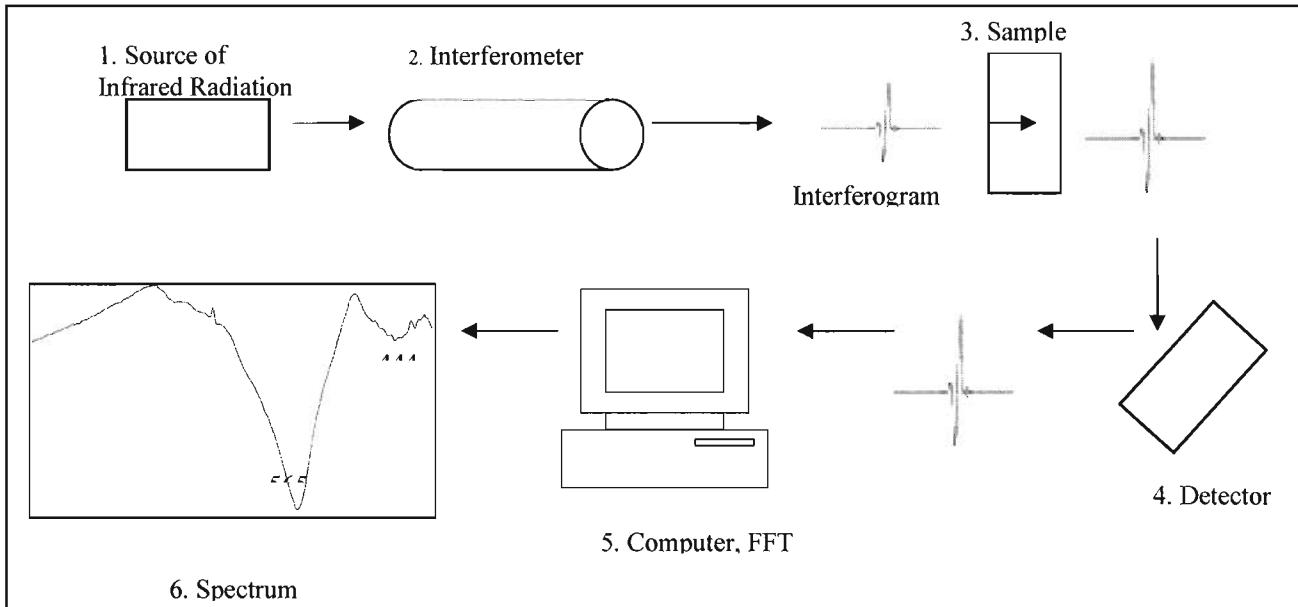 1. Source of
Infrared Radiation
2. Interferometer
3. Sample
Interferogram
4. Detector
5. Computer, FFT
6. Spectrum